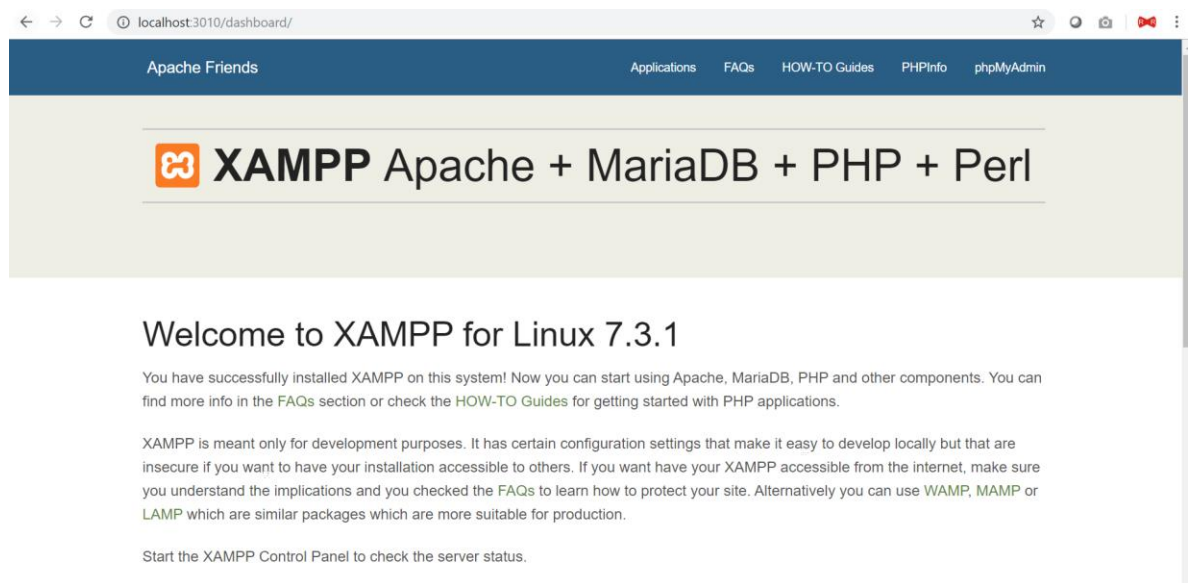 localhost:3010/dashboard/
Apache Friends
Applications FAQs HOW-TO Guides PHPInfo phpMyAdmin
XAMPP Apache + MariaDB + PHP + Perl
Welcome to XAMPP for Linux 7.3.1
You have successfully installed XAMPP on this system! Now you can start using Apache, MariaDB, PHP and other components. You can
find more info in the FAQs section or check the HOW-TO Guides for getting started with PHP applications.
XAMPP is meant only for development purposes. It has certain configuration settings that make it easy to develop locally but that are
insecure if you want to have your installation accessible to others. If you want have your XAMPP accessible from the internet, make sure
you understand the implications and you checked the FAQs to learn how to protect your site. Alternatively you can use WAMP, MAMP or
LAMP which are similar packages which are more suitable for production.
Start the XAMPP Control Panel to check the server status.